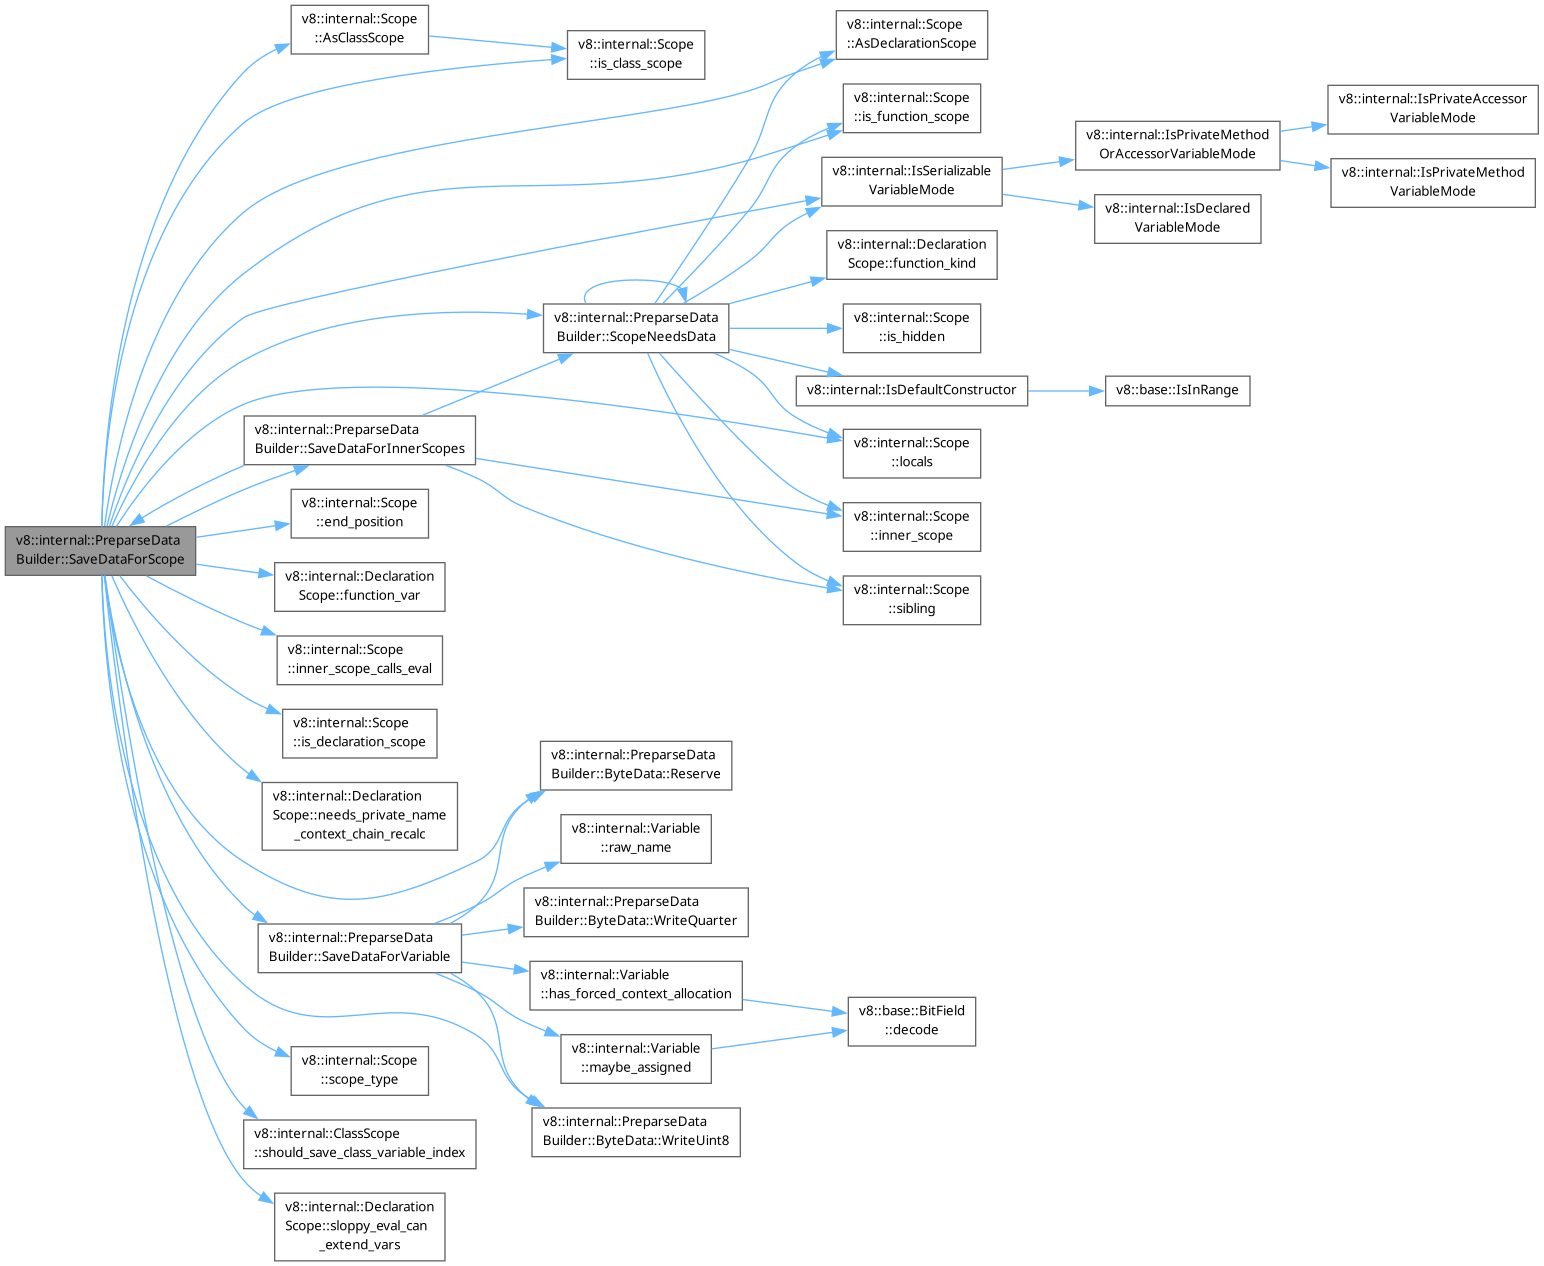 v8::internal::Scope
::AsClassScope
v8::internal::Scope
::is_class_scope
v8::internal::Scope
::AsDeclarationScope
v8::internal::Scope
::is_function_scope
v8::internal::IsSerializable
VariableMode
v8::internal::IsPrivateMethod
OrAccessorVariableMode
v8::internal::IsPrivateAccessor
VariableMode
v8::internal::IsPrivateMethod
VariableMode
v8::internal::IsDeclared
VariableMode
v8::internal::Declaration
Scope::function_kind
v8::internal::PreparseData
Builder::ScopeNeedsData
v8::internal::Scope
::is_hidden
v8::internal::IsDefaultConstructor
v8::base::IsInRange
v8::internal::PreparseData
Builder::SaveDataForInnerScopes
v8::internal::Scope
::locals
v8::internal::Scope
::end_position
v8::internal::Scope
::inner_scope
v8::internal::PreparseData
Builder::SaveDataForScope
v8::internal::Declaration
Scope::function_var
v8::internal::Scope
::sibling
v8::internal::Scope
::inner_scope_calls_eval
v8::internal::Scope
::is_declaration_scope
v8::internal::PreparseData
Builder::ByteData::Reserve
v8::internal::Declaration
Scope::needs_private_name
_context_chain_recalc
v8::internal::Variable
::raw_name
v8::internal::PreparseData
Builder::ByteData::WriteQuarter
v8::internal::PreparseData
Builder::SaveDataForVariable
v8::internal::Variable
::has_forced_context_allocation
v8::base::BitField
::decode
v8::internal::Variable
::maybe_assigned
v8::internal::Scope
::scope_type
v8::internal::PreparseData
Builder::ByteData::WriteUint8
v8::internal::ClassScope
::should_save_class_variable_index
v8::internal::Declaration
Scope::sloppy_eval_can
_extend_vars